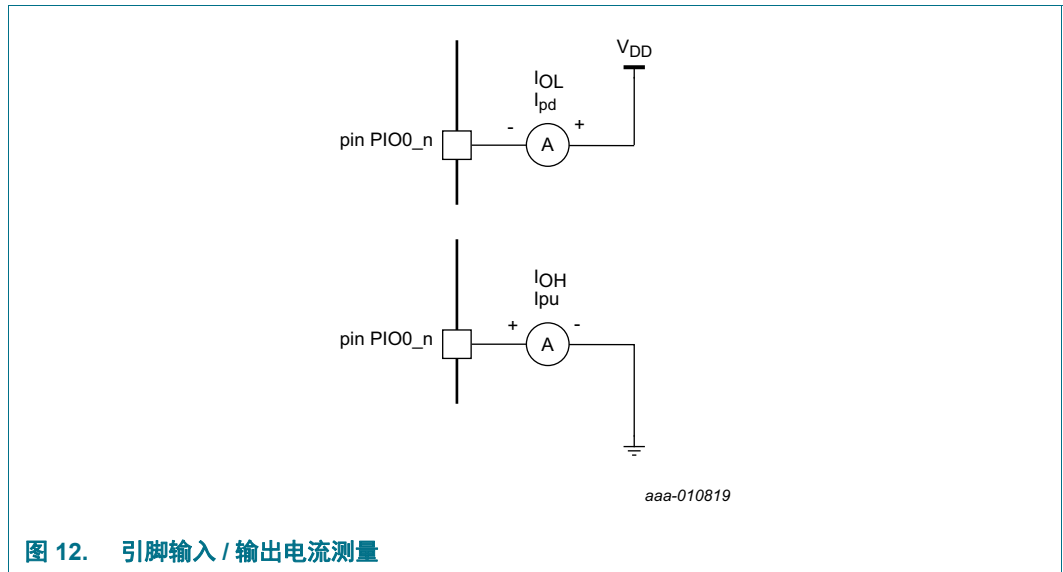 VDD
IOL
Ipd
- +
A
pin PIO0_n
IOH
Ipu
+ -
A
pin PIO0_n
aaa-010819
图 12. 引脚输入 / 输出电流测量